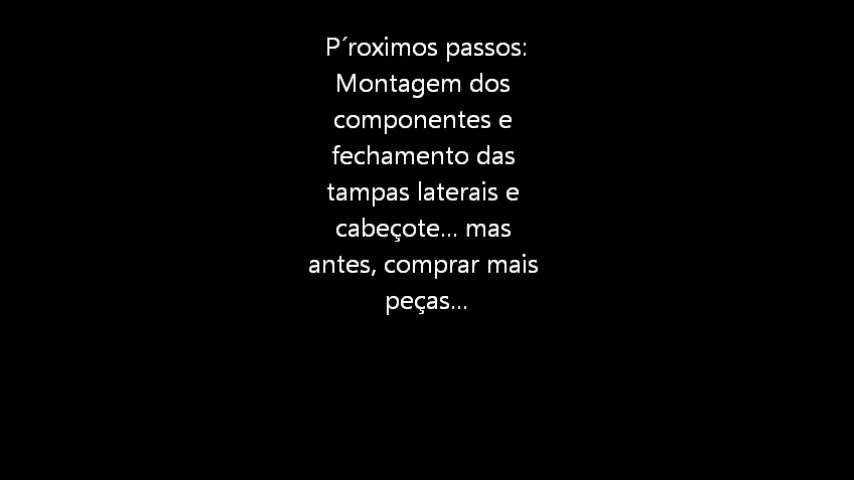 P´roximos passos:
Montagem dos
componentes e
fechamento das
tampas laterais e
cabeçote... mas
antes, comprar mais
peças...